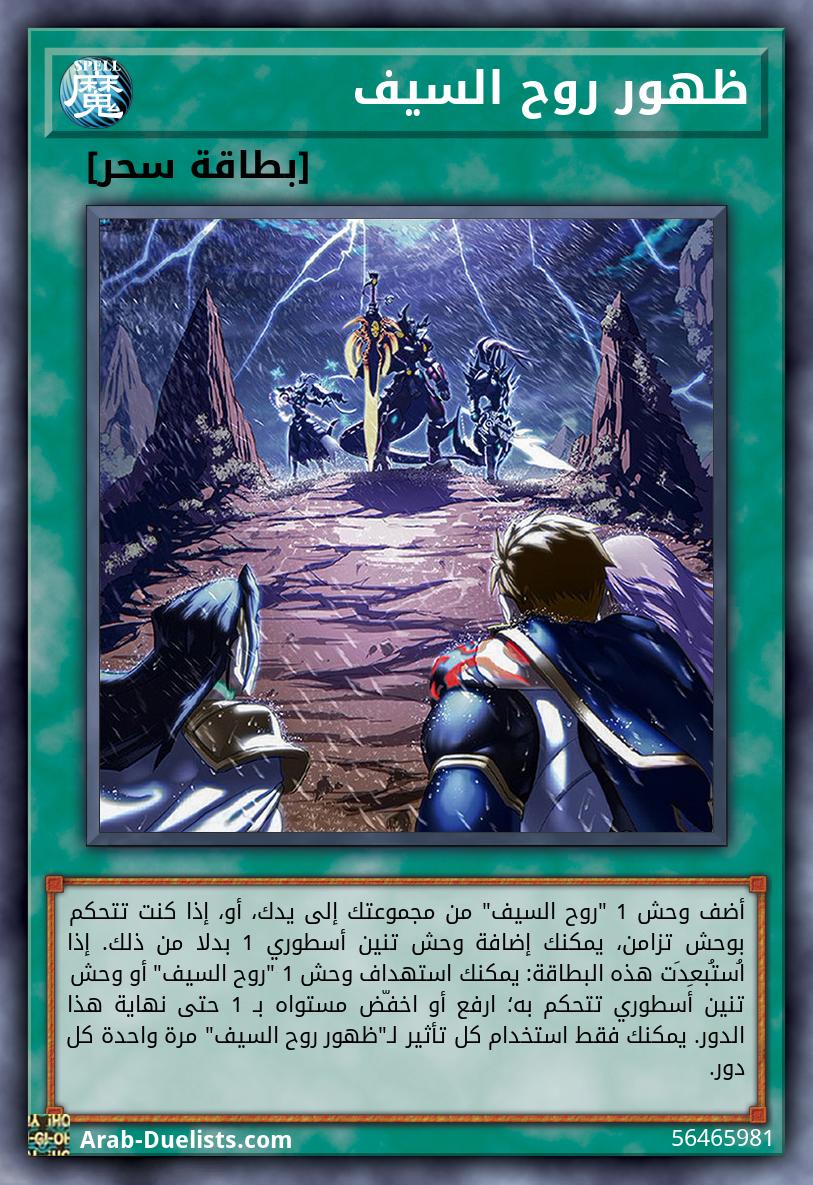 ظهور روح السيف
SPELL
魔
[بطاقة سحر]
أضف وحش 1 "روح السيف" من مجموعتك إلى يدك، أو، إذا كنت تتحكم
بوحش تزامن، يمكنك إضافة وحش تنين أسطوري 1 بدلا من ذلك. إذا
اُستُبعِدَت هذه البطاقة: يمكنك استهداف وحش 1 "روح السيف" أو وحش
تنين أسطوري تتحكم به؛ ارفع أو اخفّض مستواه بـ 1 حتى نهاية هذا
الدور. يمكنك فقط استخدام كل تأثير لـ"ظهور روح السيف" مرة واحدة كل
دور.
Arab-Duelists.com
56465981